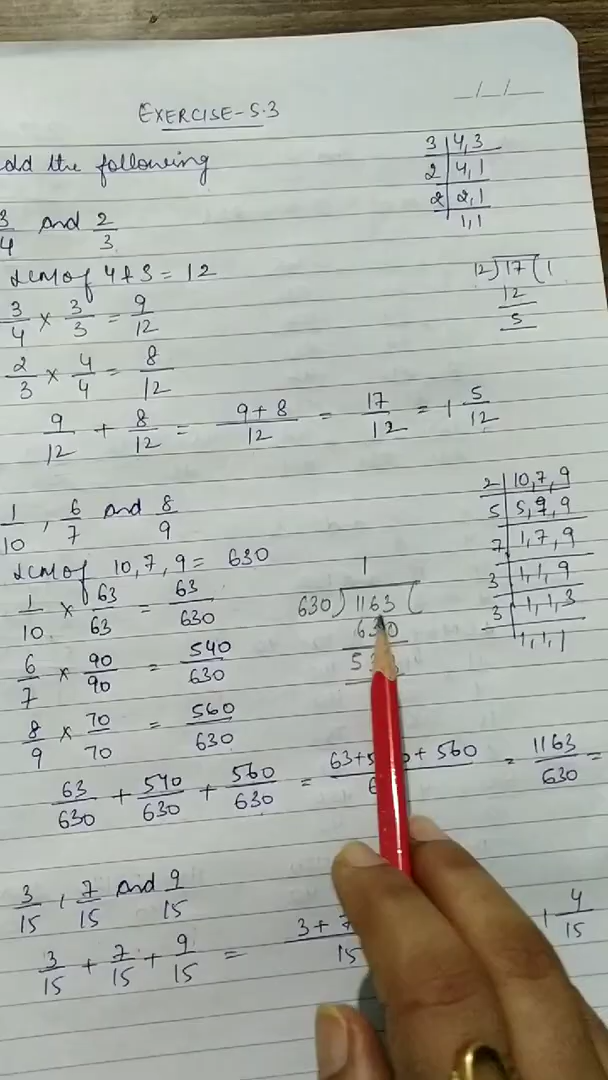 EXERCISE-5.3
_/_/_
the following
3/4 and 2/3
LCM of 4 & 3 = 12
3/4 × 3/3 = 9/12
2/3 × 4/4 = 8/12
9/12 + 8/12 = 9+8/12 = 17/12 = 1 5/12
3 | 4,3
2 | 4,1
2 | 2,1
1,1
12)17(1
12
5
1/10, 6/7 and 8/9
LCM of 10,7,9 = 630
1/10 × 63/63 = 63/630
6/7 × 90/90 = 540/630
8/9 × 70/70 = 560/630
63/630 + 540/630 + 560/630 = + 560 = 1163/630 =
2 | 10,7,9
5 | 5,7,9
7 | 1,7,9
3 | 1,1,9
3 | 1,1,3
1,1,1
1
630)1163(
630
3/15, 7/15 and 9/15
3/15 + 7/15 + 9/15 = 3 + 7 /15
4/15